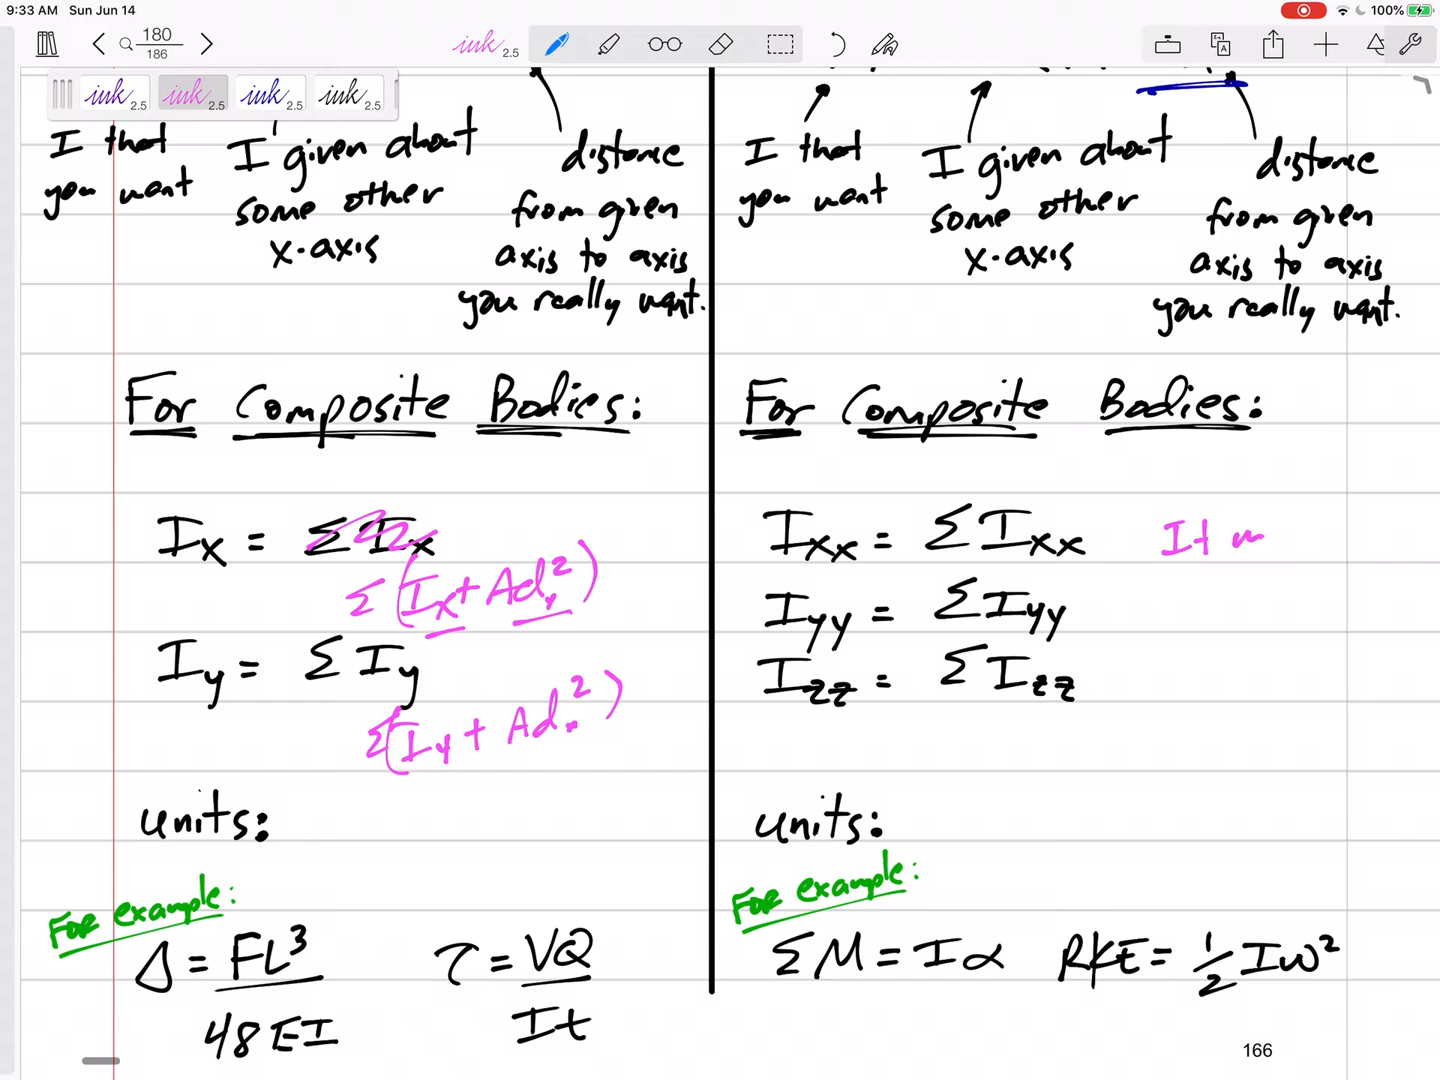 9:33 AM Sun Jun 14
100%
180
186
ink 2.5
ink 2.5 ink 2.5 ink 2.5 ink 2.5
I that
you want
I given about
some other
x-axis
distance
from given
axis to axis
you really want.
For Composite Bodies:
Ix = ΣIx
Σ(Ix + Ady²)
Iy = ΣIy
Σ(Iy + Adx²)
units:
For example:
Δ = FL³/48EI
τ = VQ/It
I that
you want
I given about
some other
x-axis
distance
from given
axis to axis
you really want.
For Composite Bodies:
Ixx = ΣIxx
Iyy = ΣIyy
Izz = ΣIzz
units:
For example:
ΣM = Iα
RKE = ½Iω²
166